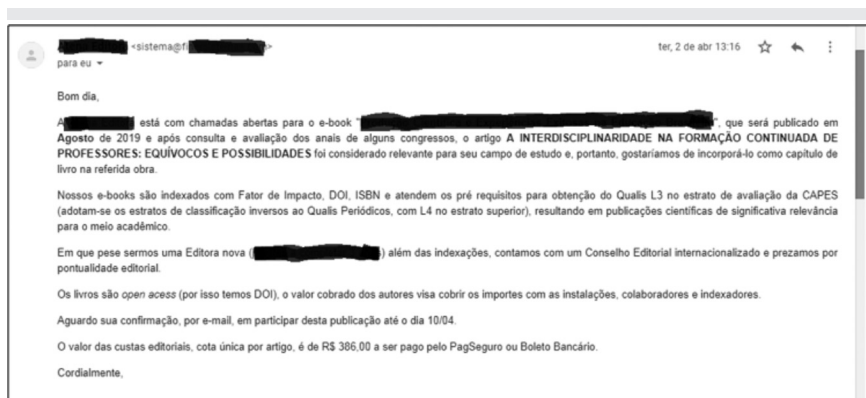 <sistema@fi
ter, 2 de abr 13:16
para eu
Bom dia,
A está com chamadas abertas para o e-book " ", que será publicado em
Agosto de 2019 e após consulta e avaliação dos anais de alguns congressos, o artigo A INTERDISCIPLINARIDADE NA FORMAÇÃO CONTINUADA DE
PROFESSORES: EQUÍVOCOS E POSSIBILIDADES foi considerado relevante para seu campo de estudo e, portanto, gostaríamos de incorporá-lo como capítulo de
livro na referida obra.
Nossos e-books são indexados com Fator de Impacto, DOI, ISBN e atendem os pré requisitos para obtenção do Qualis L3 no estrato de avaliação da CAPES
(adotam-se os estratos de classificação inversos ao Qualis Periódicos, com L4 no estrato superior), resultando em publicações científicas de significativa relevância
para o meio acadêmico.
Em que pese sermos uma Editora nova ( ) além das indexações, contamos com um Conselho Editorial internacionalizado e prezamos por
pontualidade editorial.
Os livros são open acess (por isso temos DOI), o valor cobrado dos autores visa cobrir os importes com as instalações, colaboradores e indexadores.
Aguardo sua confirmação, por e-mail, em participar desta publicação até o dia 10/04.
O valor das custas editoriais, cota única por artigo, é de R$ 386,00 a ser pago pelo PagSeguro ou Boleto Bancário.
Cordialmente,